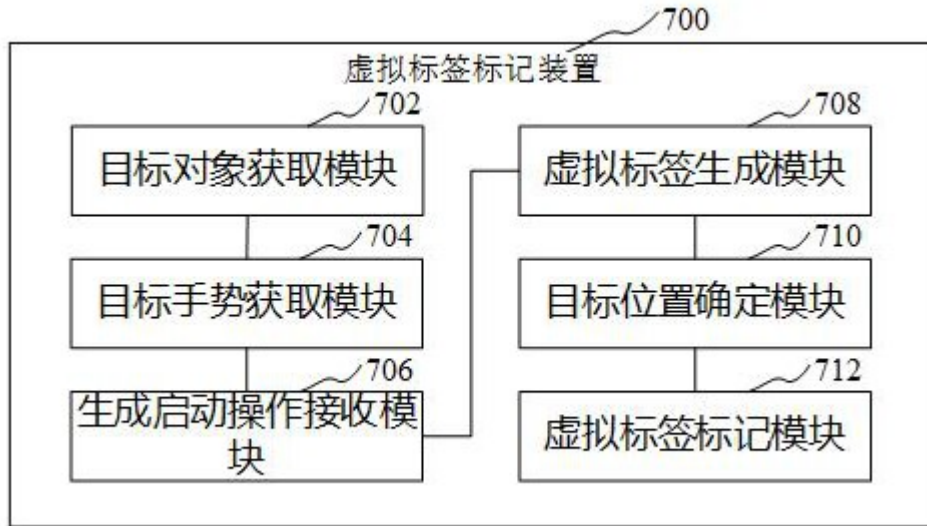 700
虚拟标签标记装置
702
目标对象获取模块
704
目标手势获取模块
706
生成启动操作接收模
块
708
虚拟标签生成模块
710
目标位置确定模块
712
虚拟标签标记模块